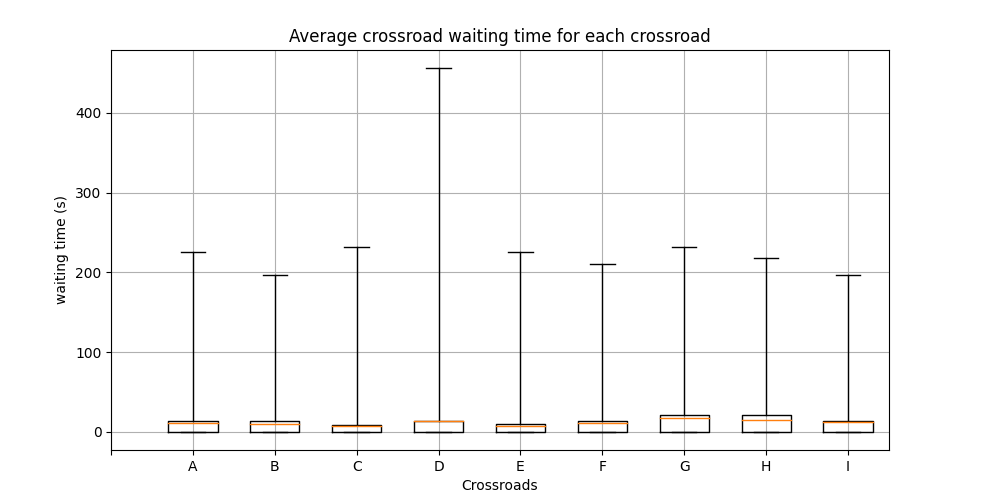 Average crossroad waiting time for each crossroad
waiting time (s)
400
300
200
100
0
A B C D E F G H I
Crossroads